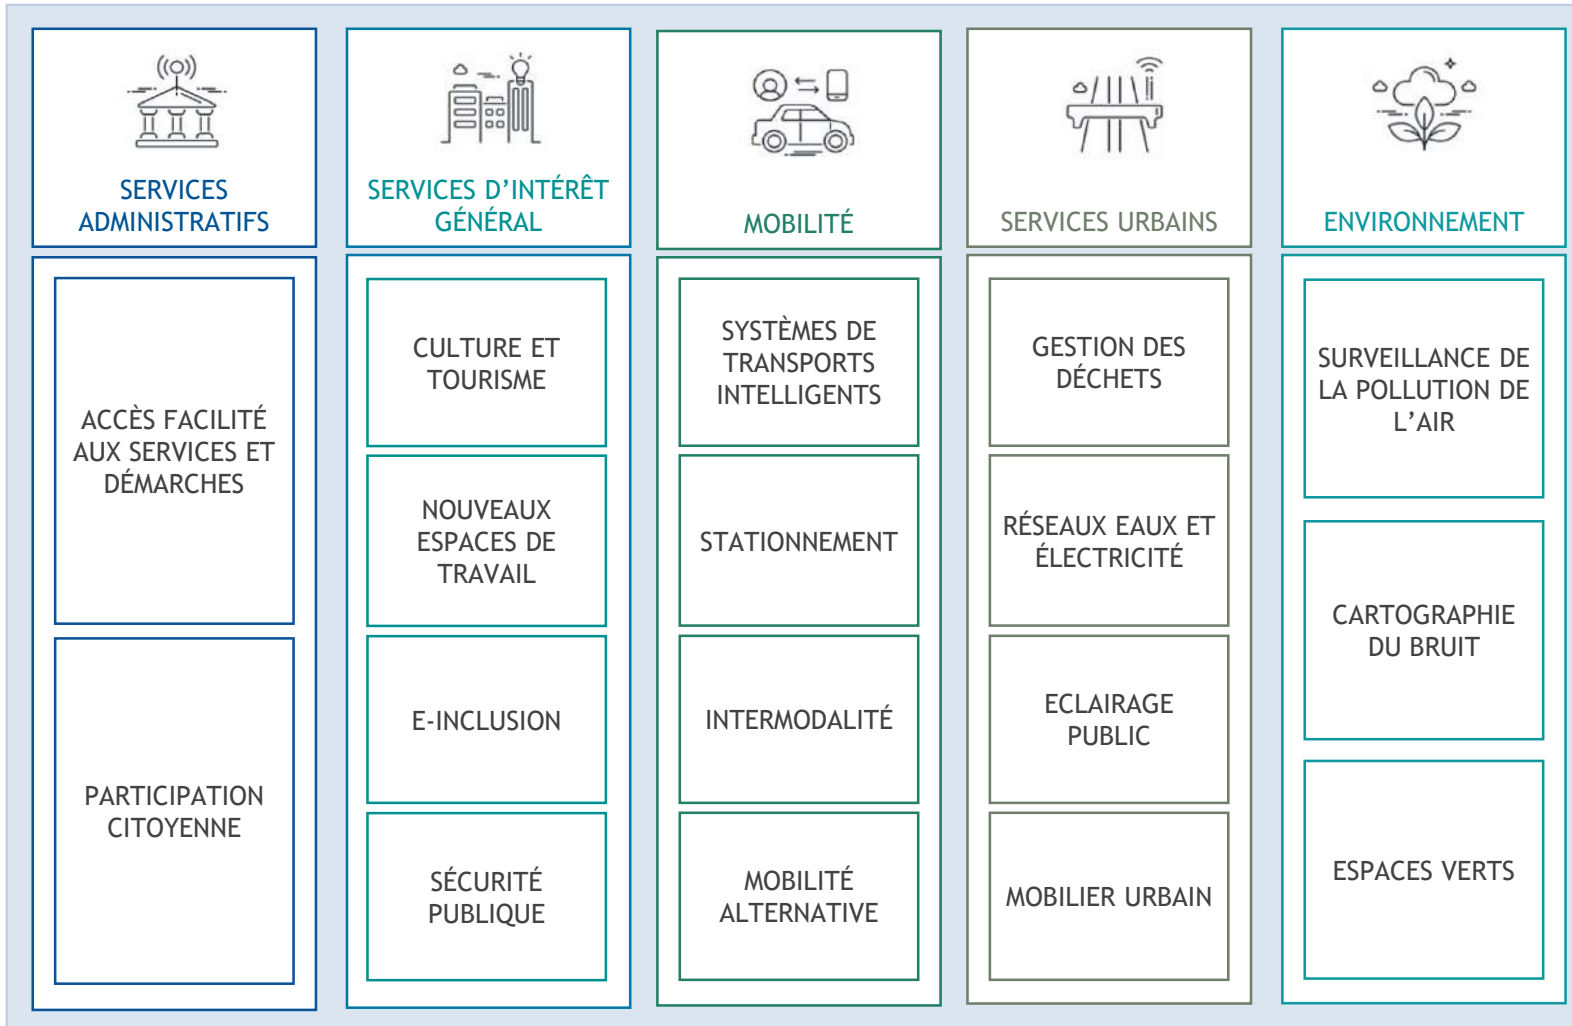 SERVICES
ADMINISTRATIFS
ACCÈS FACILITÉ
AUX SERVICES ET
DÉMARCHES
PARTICIPATION
CITOYENNE
SERVICES D’INTÉRÊT
GÉNÉRAL
CULTURE ET
TOURISME
NOUVEAUX
ESPACES DE
TRAVAIL
E-INCLUSION
SÉCURITÉ
PUBLIQUE
MOBILITÉ
SYSTÈMES DE
TRANSPORTS
INTELLIGENTS
STATIONNEMENT
INTERMODALITÉ
MOBILITÉ
ALTERNATIVE
SERVICES URBAINS
GESTION DES
DÉCHETS
RÉSEAUX EAUX ET
ÉLECTRICITÉ
ECLAIRAGE
PUBLIC
MOBILIER URBAIN
ENVIRONNEMENT
SURVEILLANCE DE
LA POLLUTION DE
L’AIR
CARTOGRAPHIE
DU BRUIT
ESPACES VERTS